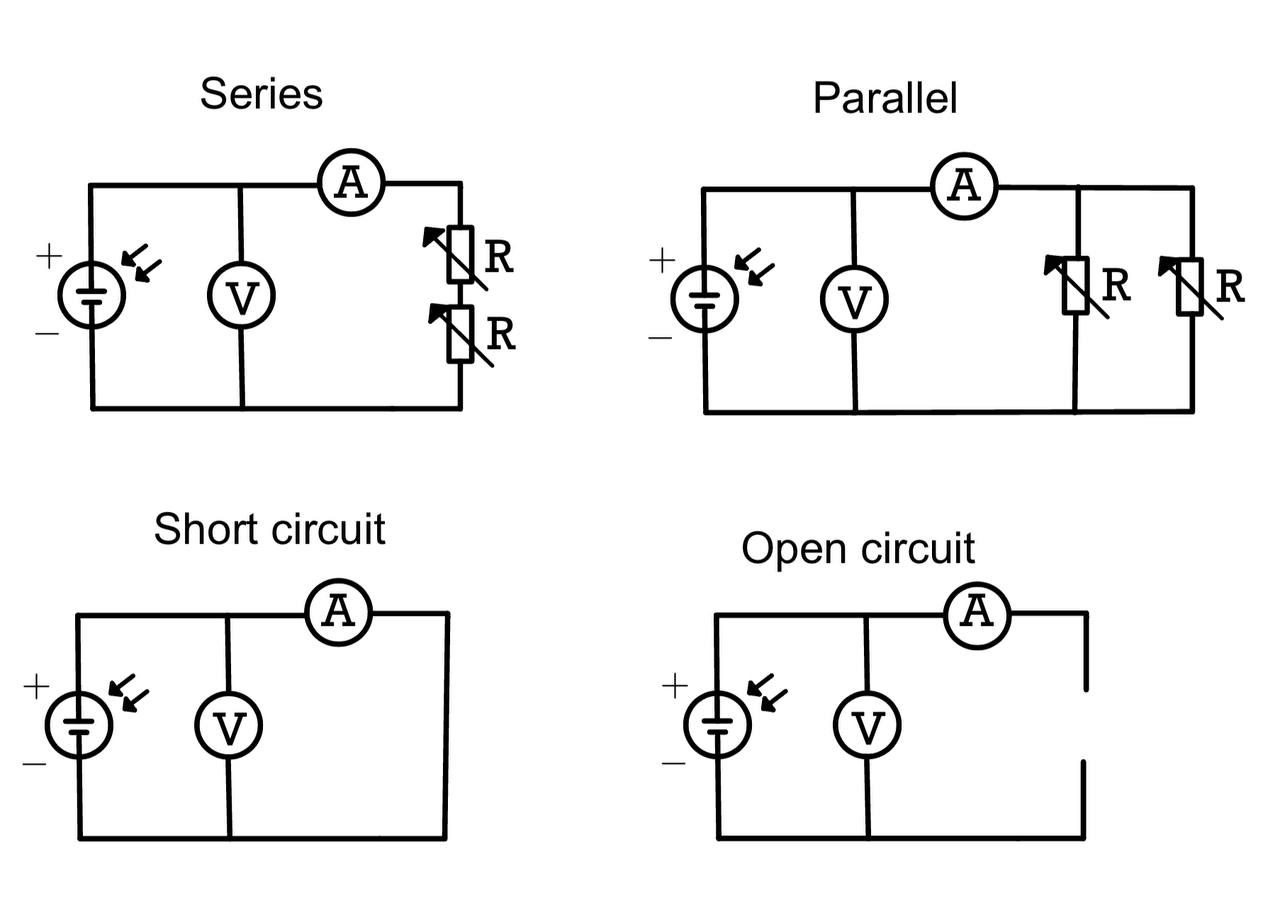 Series
A
+
V
–
R
R
Parallel
A
+
V
–
R
R
Short circuit
A
+
V
–
Open circuit
A
+
V
–